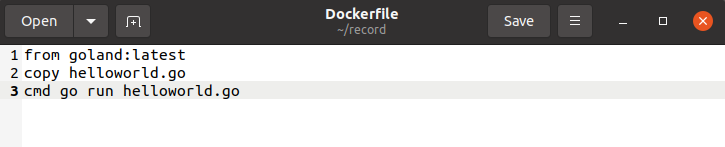 Open
Dockerfile
~/record
Save
1 from goland:latest
2 copy helloworld.go
3 cmd go run helloworld.go